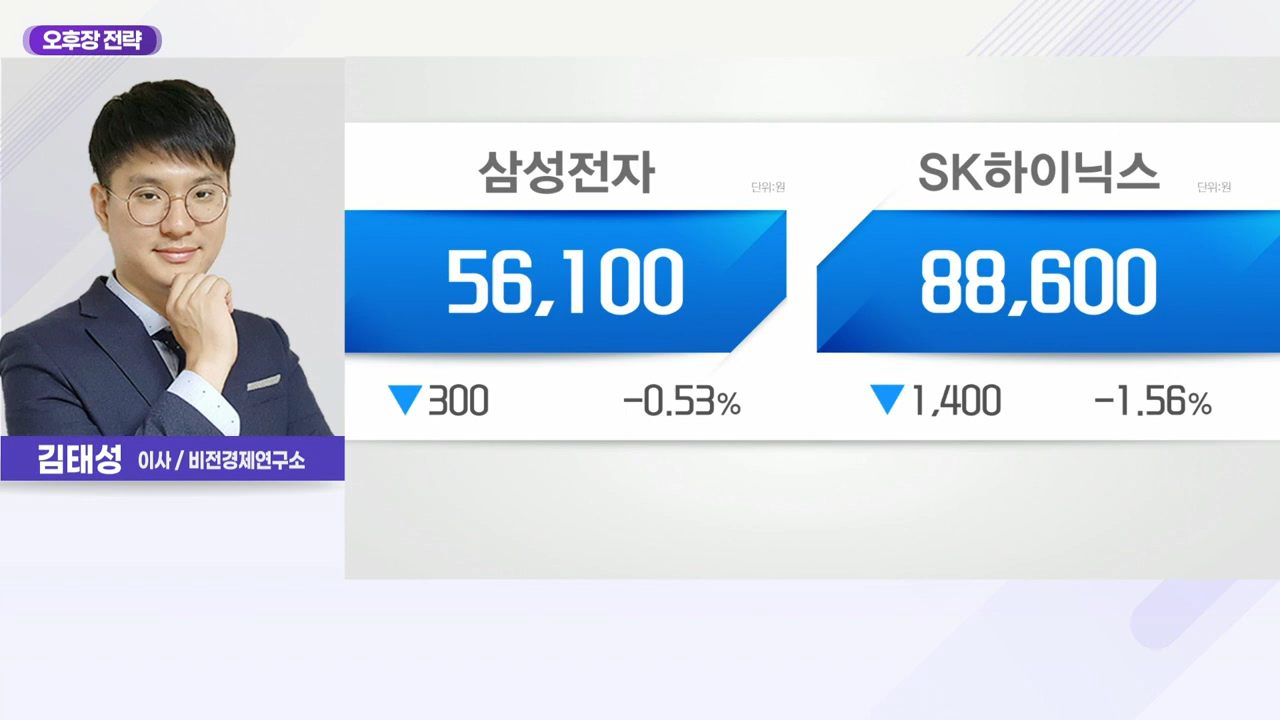 오후장 전략
삼성전자 단위:원
SK하이닉스 단위:원
56,100
88,600
▼300 -0.53%
▼1,400 -1.56%
김태성 이사 / 비전경제연구소